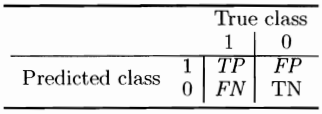 True class
1 0
Predicted class 1 TP FP
0 FN TN